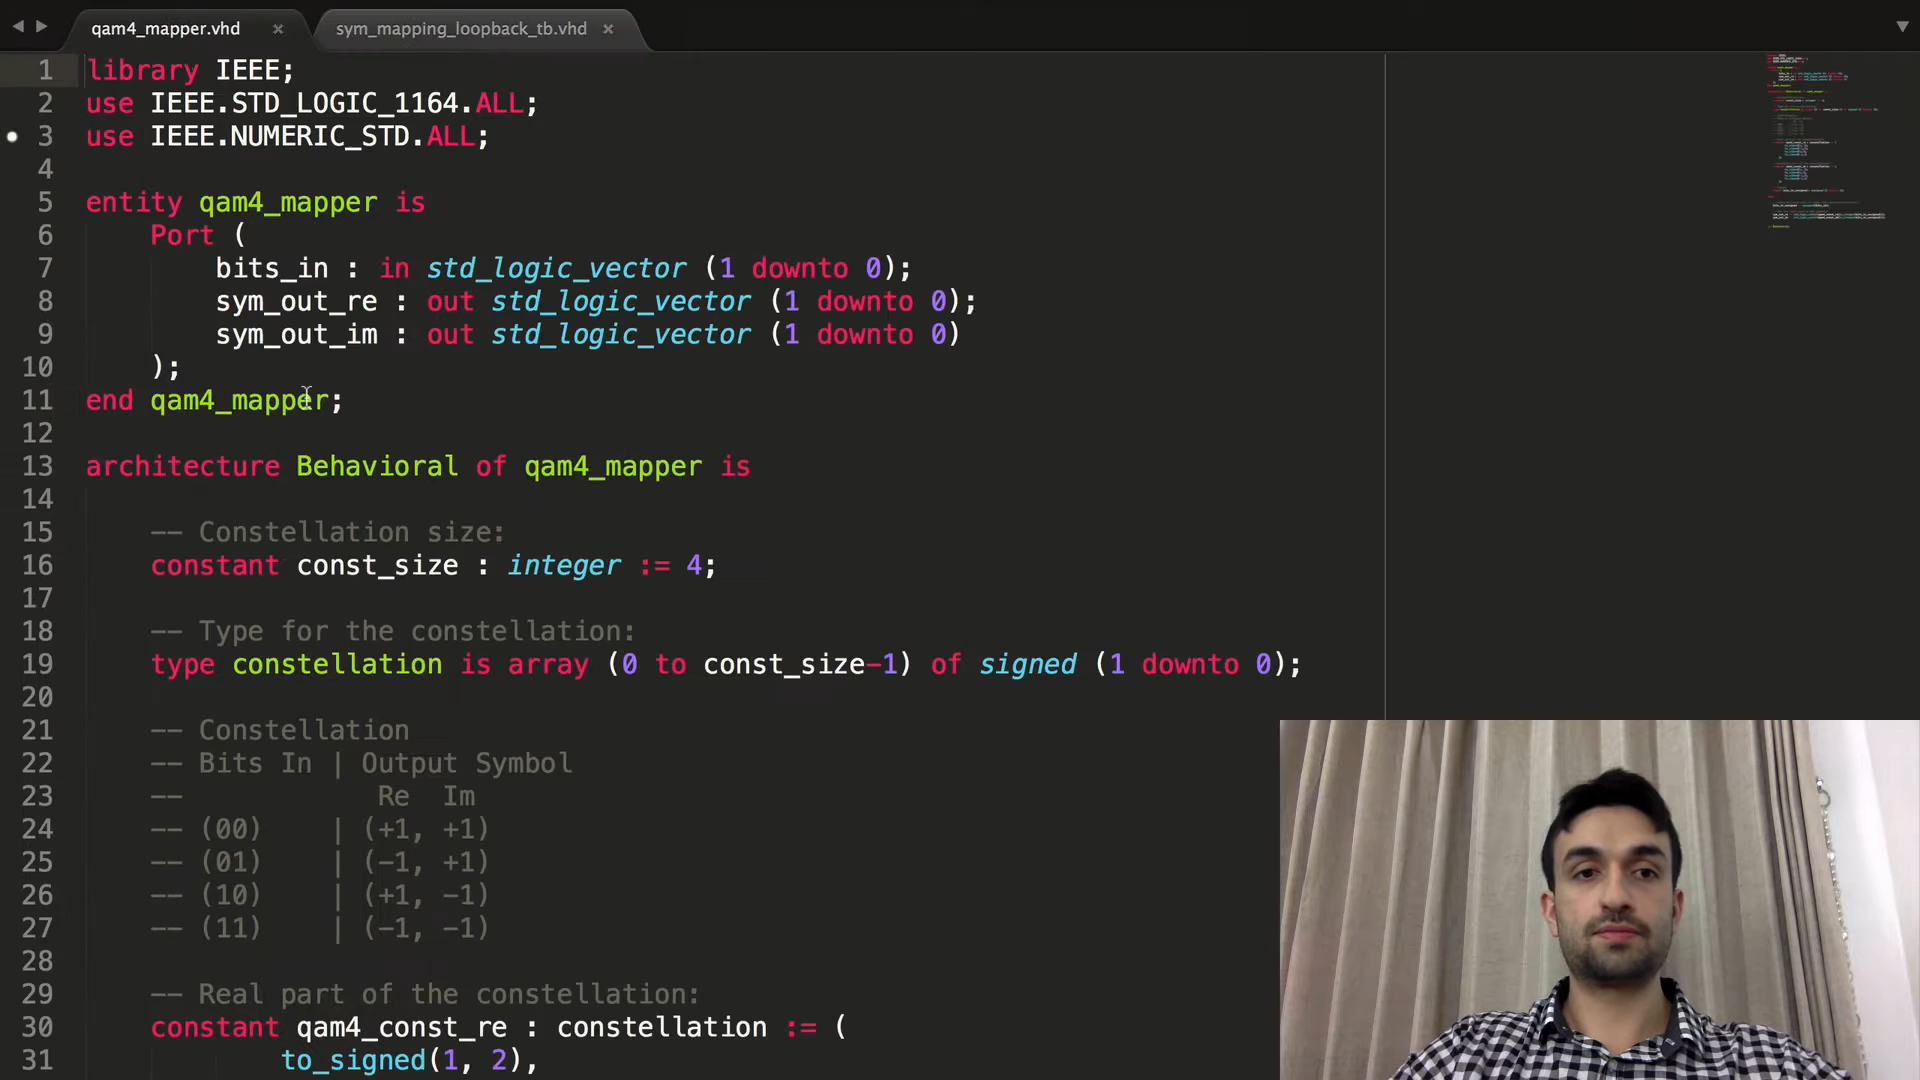 qam4_mapper.vhd × sym_mapping_loopback_tb.vhd ×
1 library IEEE;
2 use IEEE.STD_LOGIC_1164.ALL;
3 use IEEE.NUMERIC_STD.ALL;
4
5 entity qam4_mapper is
6 Port (
7 bits_in : in std_logic_vector (1 downto 0);
8 sym_out_re : out std_logic_vector (1 downto 0);
9 sym_out_im : out std_logic_vector (1 downto 0)
10 );
11 end qam4_mapper;
12
13 architecture Behavioral of qam4_mapper is
14
15 -- Constellation size:
16 constant const_size : integer := 4;
17
18 -- Type for the constellation:
19 type constellation is array (0 to const_size-1) of signed (1 downto 0);
20
21 -- Constellation
22 -- Bits In | Output Symbol
23 -- Re Im
24 -- (00) | (+1, +1)
25 -- (01) | (-1, +1)
26 -- (10) | (+1, -1)
27 -- (11) | (-1, -1)
28
29 -- Real part of the constellation:
30 constant qam4_const_re : constellation := (
31 to_signed(1, 2),